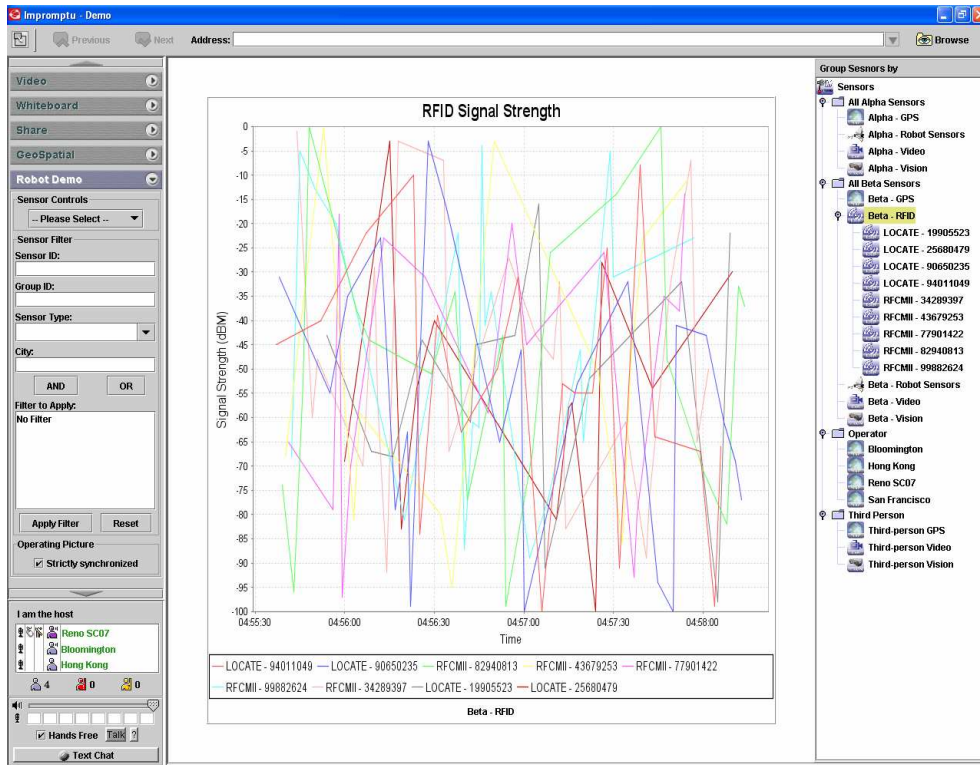 Impromptu - Demo
Previous Next Address: Browse
Video
Whiteboard
Share
GeoSpatial
Robot Demo
Sensor Controls
-- Please Select --
Sensor Filter
Sensor ID:
Group ID:
Sensor Type:
City:
AND OR
Filter to Apply:
No Filter
Apply Filter Reset
Operating Picture
Strictly synchronized
I am the host
Reno SC07
Bloomington
Hong Kong
4 0 0
Hands Free Talk ?
Text Chat
RFID Signal Strength
Signal Strength (dBM)
0
-5
-10
-15
-20
-25
-30
-35
-40
-45
-50
-55
-60
-65
-70
-75
-80
-85
-90
-95
-100
04:55:30 04:56:00 04:56:30 04:57:00 04:57:30 04:58:00
Time
LOCATE - 94011049 LOCATE - 90650235 RFCMII - 82940813 RFCMII - 43679253 RFCMII - 77901422
RFCMII - 99882624 RFCMII - 34289397 LOCATE - 19905523 LOCATE - 25680479
Beta - RFID
Group Sesnors by
Sensors
All Alpha Sensors
Alpha - GPS
Alpha - Robot Sensors
Alpha - Video
Alpha - Vision
All Beta Sensors
Beta - GPS
Beta - RFID
LOCATE - 19905523
LOCATE - 25680479
LOCATE - 90650235
LOCATE - 94011049
RFCMII - 34289397
RFCMII - 43679253
RFCMII - 77901422
RFCMII - 82940813
RFCMII - 99882624
Beta - Robot Sensors
Beta - Video
Beta - Vision
Operator
Bloomington
Hong Kong
Reno SC07
San Francisco
Third Person
Third-person GPS
Third-person Video
Third-person Vision